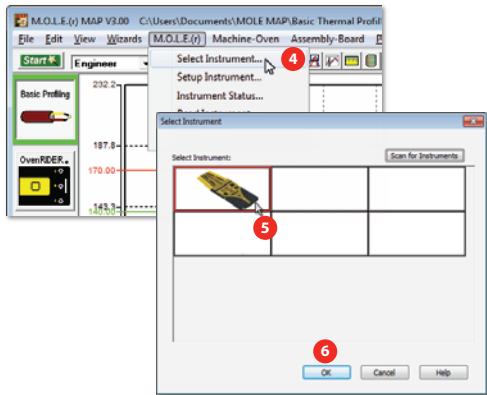 M.O.L.E.(r) MAP V3.00 C:\Users\Documents\MOLE MAP\Basic Thermal Profil
File Edit View Wizards M.O.L.E.(r) Machine-Oven Assembly-Board
Start Engineer
Select Instrument... 4
Setup Instrument...
Instrument Status...
Basic Profiling
232.2
187.8
170.00
143.3
140.00
OvenRIDER
Select Instrument
Select Instrument:
Scan for Instruments
5
6
OK Cancel Help